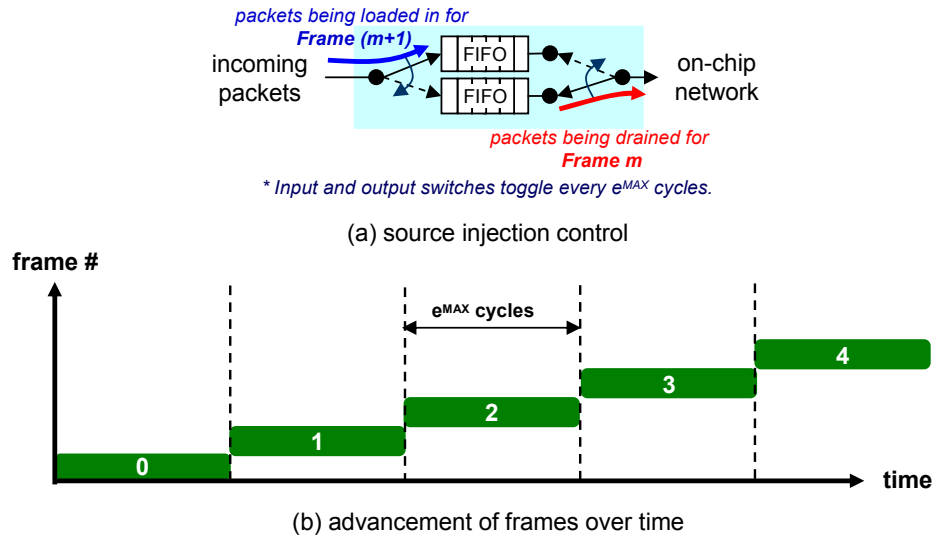 packets being loaded in for
Frame (m+1)
incoming
packets
FIFO
FIFO
on-chip
network
packets being drained for
Frame m
* Input and output switches toggle every eᴹᴬˣ cycles.
(a) source injection control
frame #
eᴹᴬˣ cycles
4
3
2
1
0
time
(b) advancement of frames over time